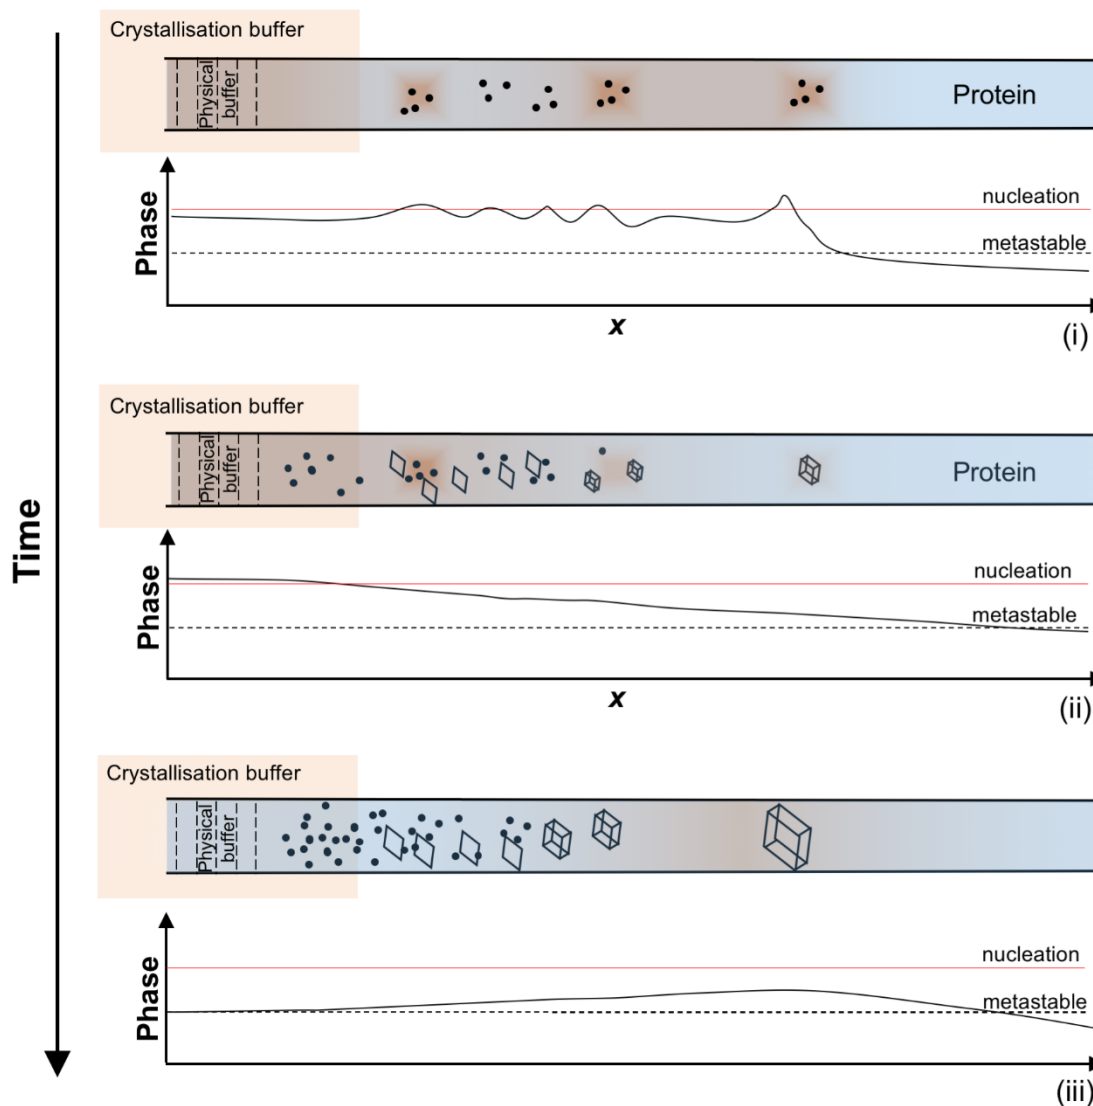 Time
Crystallisation buffer
Physical
buffer
Protein
Phase
nucleation
metastable
x
(i)
Crystallisation buffer
Physical
buffer
Protein
Phase
nucleation
metastable
x
(ii)
Crystallisation buffer
Physical
buffer
Phase
nucleation
metastable
(iii)